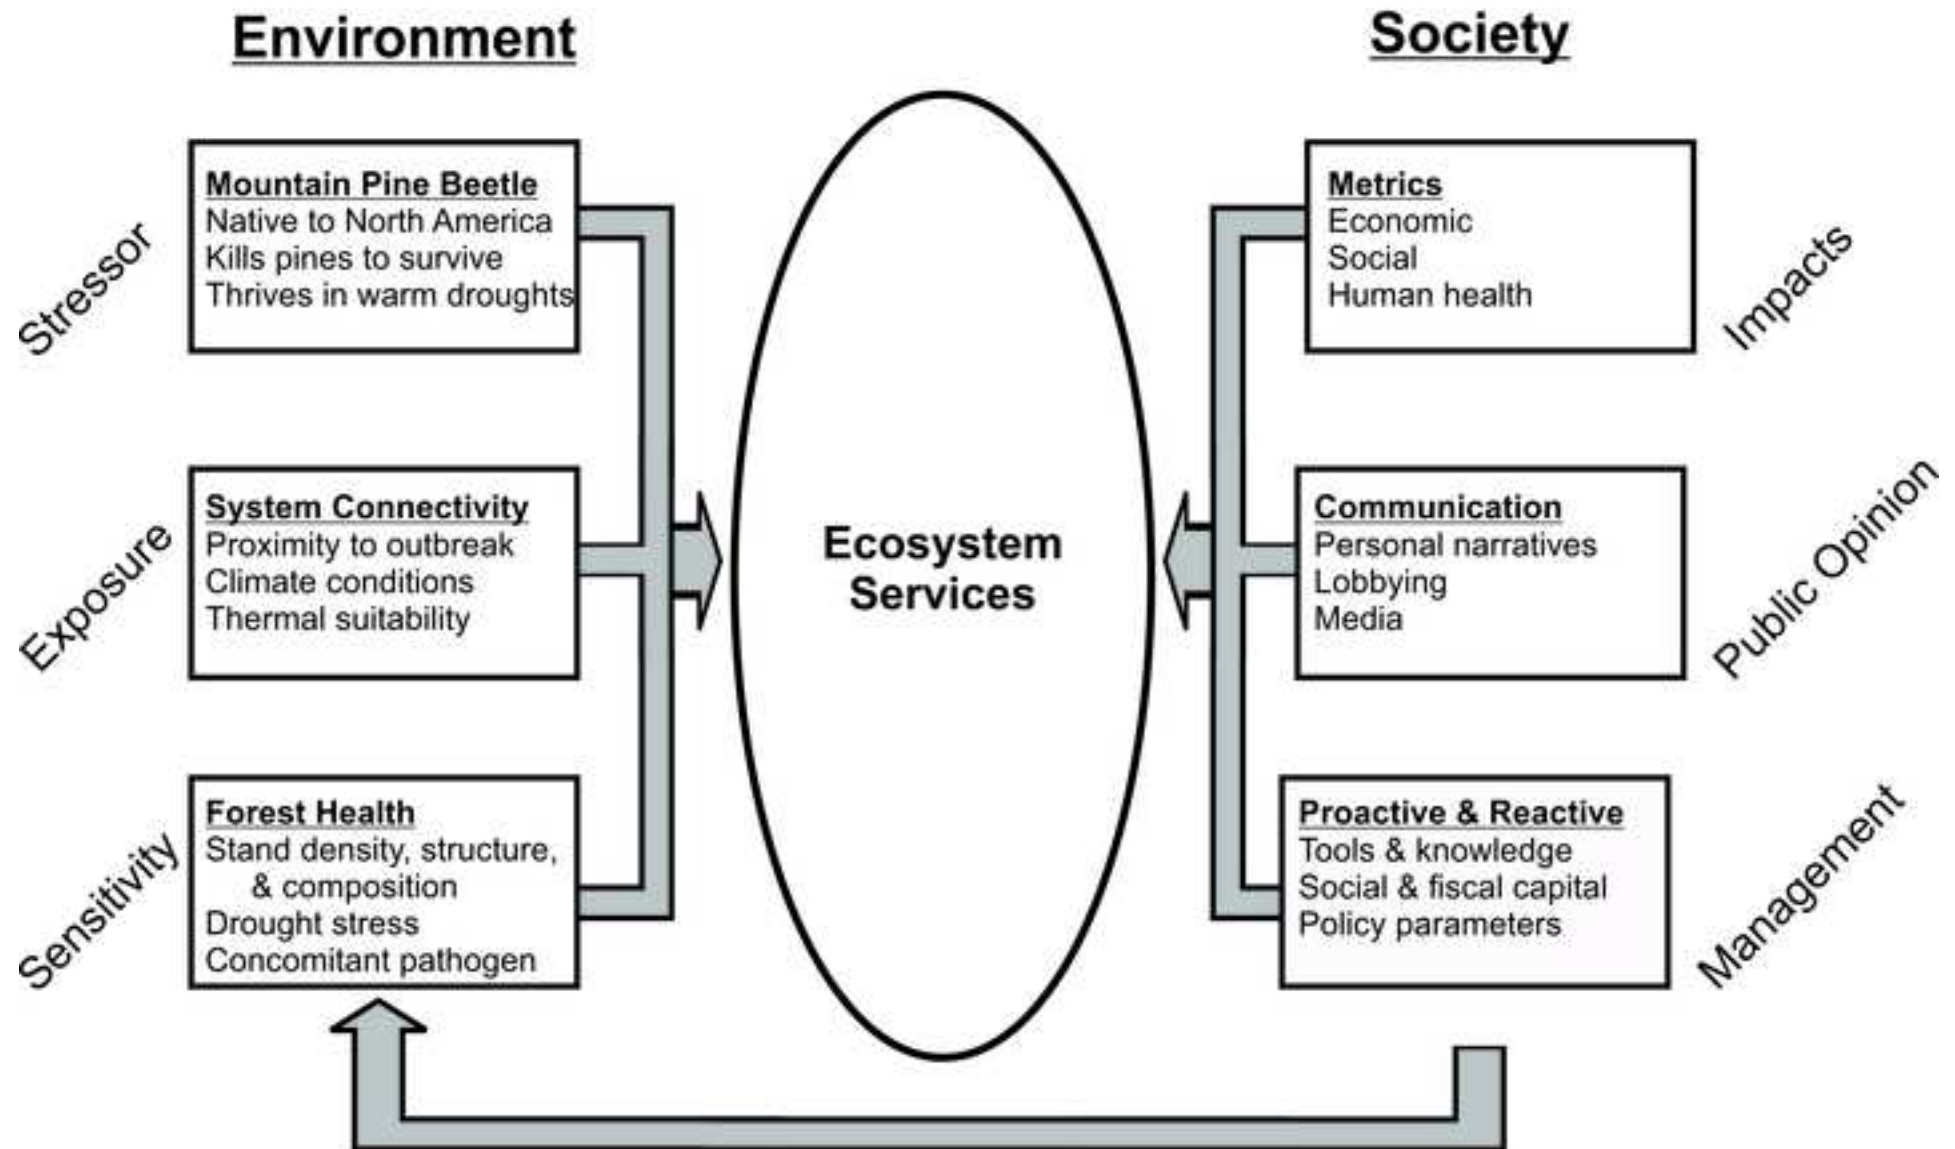 Environment
Stressor
Mountain Pine Beetle
Native to North America
Kills pines to survive
Thrives in warm droughts
Exposure
System Connectivity
Proximity to outbreak
Climate conditions
Thermal suitability
Sensitivity
Forest Health
Stand density, structure,
& composition
Drought stress
Concomitant pathogen
Ecosystem
Services
Society
Metrics
Economic
Social
Human health
Impacts
Communication
Personal narratives
Lobbying
Media
Public Opinion
Proactive & Reactive
Tools & knowledge
Social & fiscal capital
Policy parameters
Management